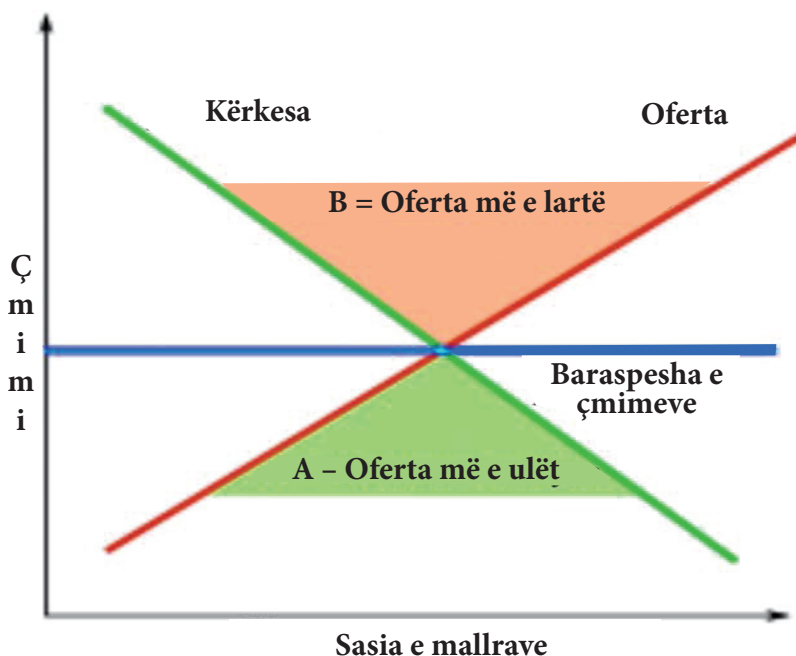 Kërkesa
Oferta
B = Oferta më e lartë
Ç
m
i
m
i
Baraspesha e
çmimeve
A – Oferta më e ulët
Sasia e mallrave